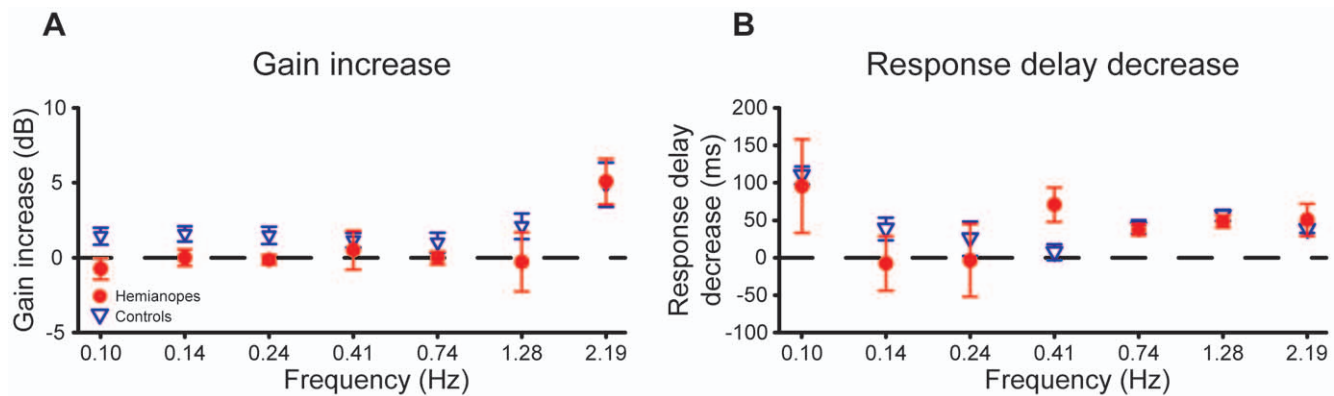 A
Gain increase
Gain increase (dB)
10
5
0
-5
Hemianopes
Controls
0.10 0.14 0.24 0.41 0.74 1.28 2.19
Frequency (Hz)
B
Response delay decrease
Response delay
decrease (ms)
200
150
100
50
0
-50
-100
0.10 0.14 0.24 0.41 0.74 1.28 2.19
Frequency (Hz)